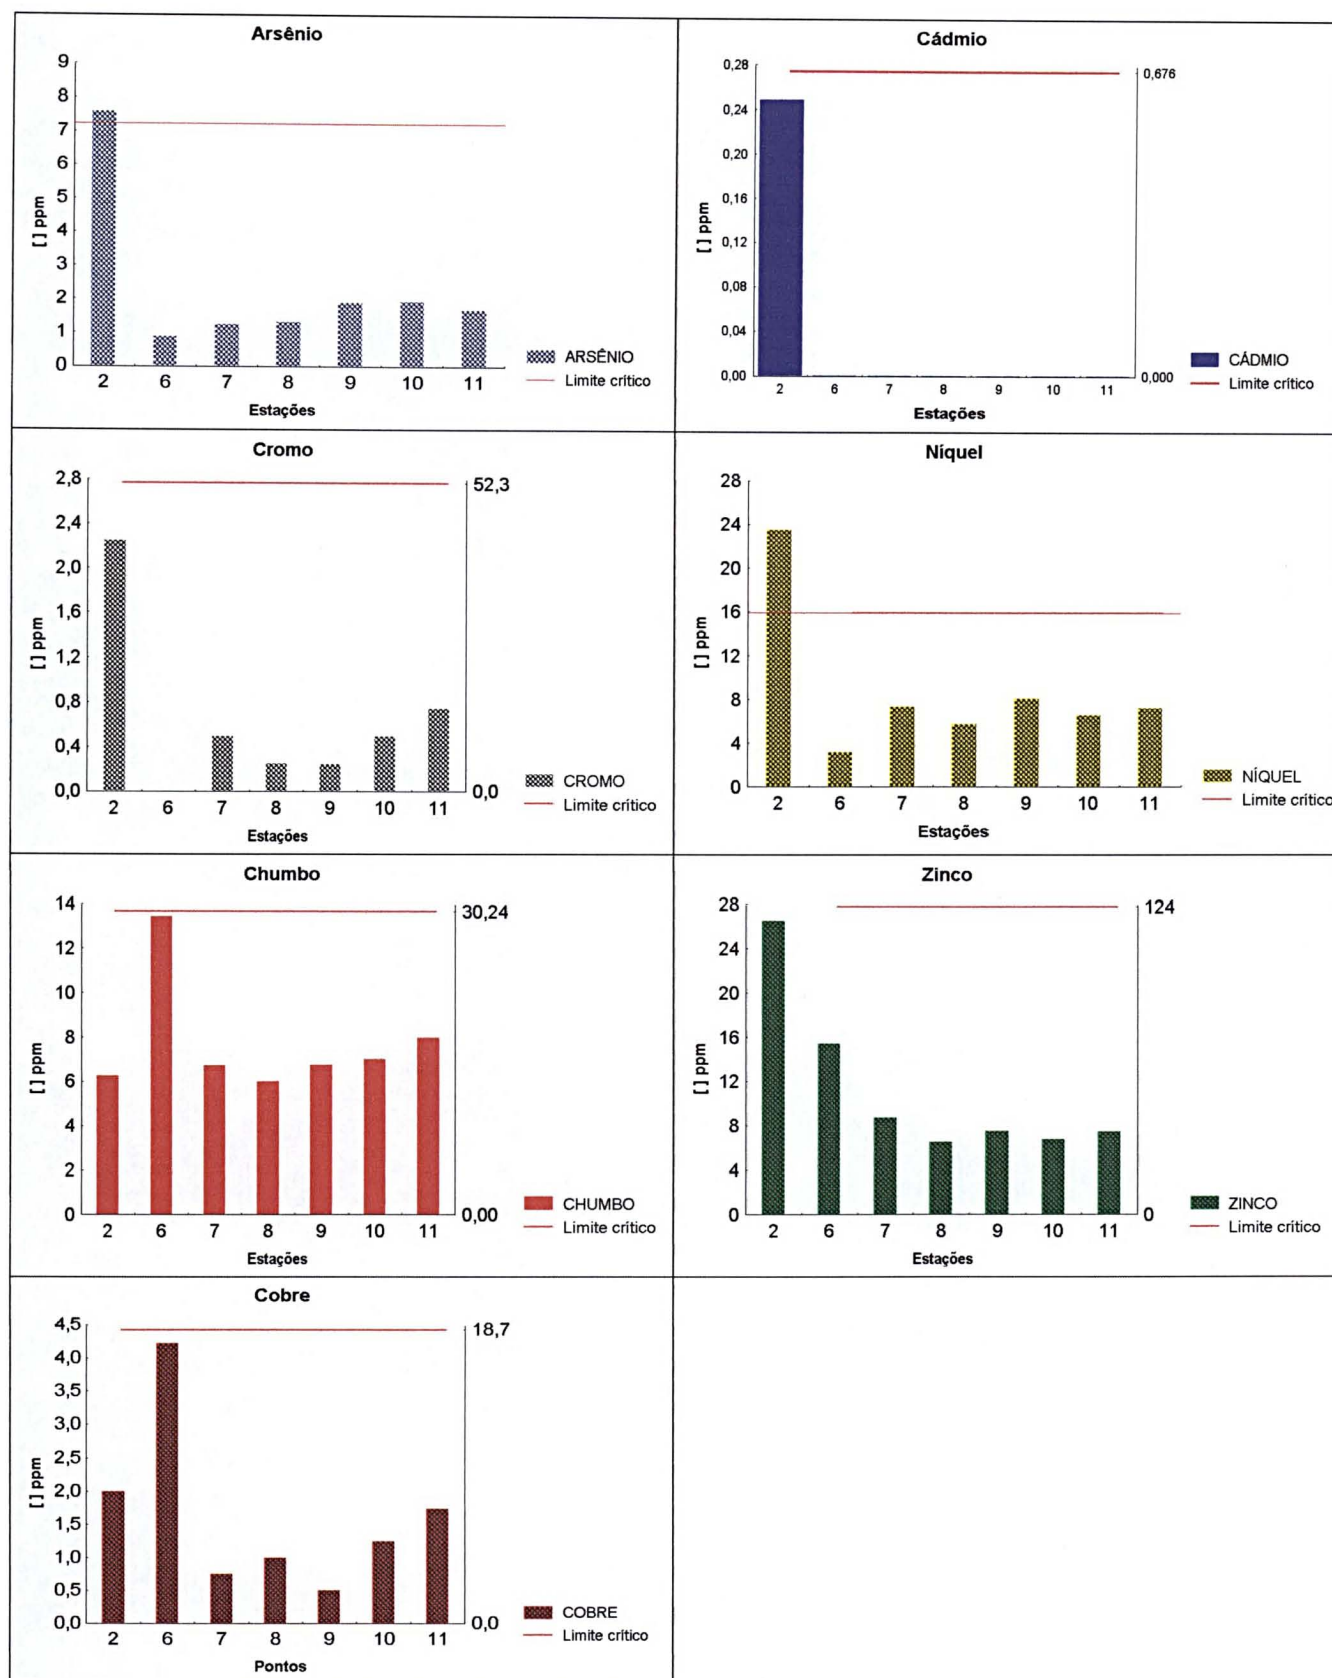 Arsênio
9
8
7
6
5
4
3
2
1
0
[ ] ppm
2 6 7 8 9 10 11
Estações
ARSÊNIO
Limite crítico
Cádmio
0,28
0,24
0,20
0,16
0,12
0,08
0,04
0,00
[ ] ppm
0,676
0,000
2 6 7 8 9 10 11
Estações
CÁDMIO
Limite crítico
Cromo
2,8
2,4
2,0
1,6
1,2
0,8
0,4
0,0
[ ] ppm
52,3
0,0
2 6 7 8 9 10 11
Estações
CROMO
Limite crítico
Níquel
28
24
20
16
12
8
4
0
[ ] ppm
2 6 7 8 9 10 11
Estações
NÍQUEL
Limite crítico
Chumbo
14
12
10
8
6
4
2
0
[ ] ppm
30,24
0,00
2 6 7 8 9 10 11
Estações
CHUMBO
Limite crítico
Zinco
28
24
20
16
12
8
4
0
[ ] ppm
124
0
2 6 7 8 9 10 11
Estações
ZINCO
Limite crítico
Cobre
4,5
4,0
3,5
3,0
2,5
2,0
1,5
1,0
0,5
0,0
[ ] ppm
18,7
0,0
2 6 7 8 9 10 11
Pontos
COBRE
Limite crítico